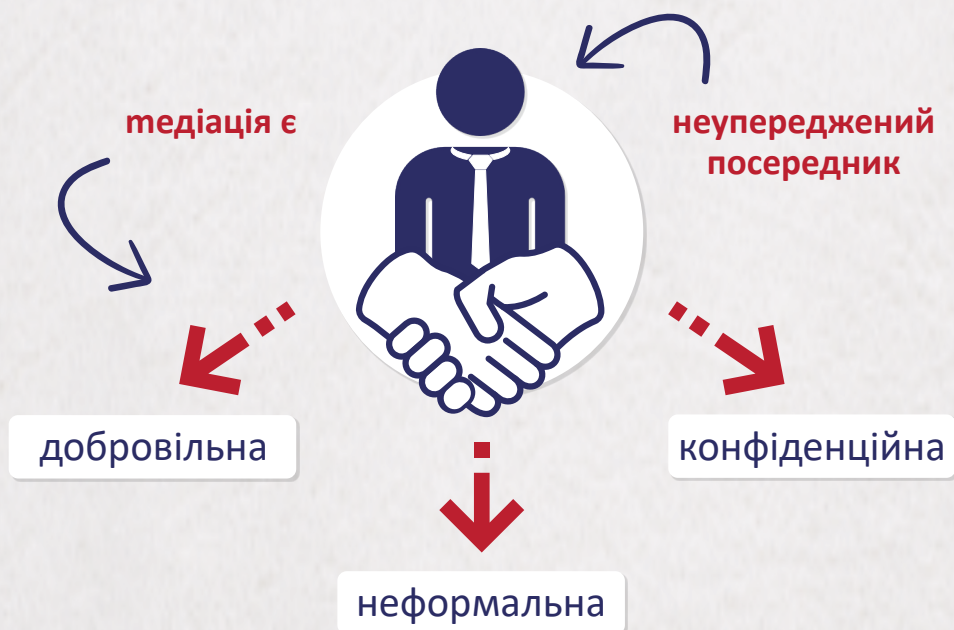 медіація є
неупереджений
посередник
добровільна
конфіденційна
неформальна